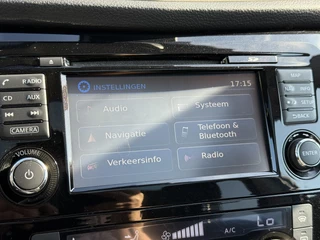 INSTELLINGEN 17:15
RADIO
CD AUX
CAMERA
VOLUME
Audio Systeem
Navigatie Telefoon & Bluetooth
Verkeersinfo Radio
MAP
SETUP
BACK
ENTER
A/C Lo